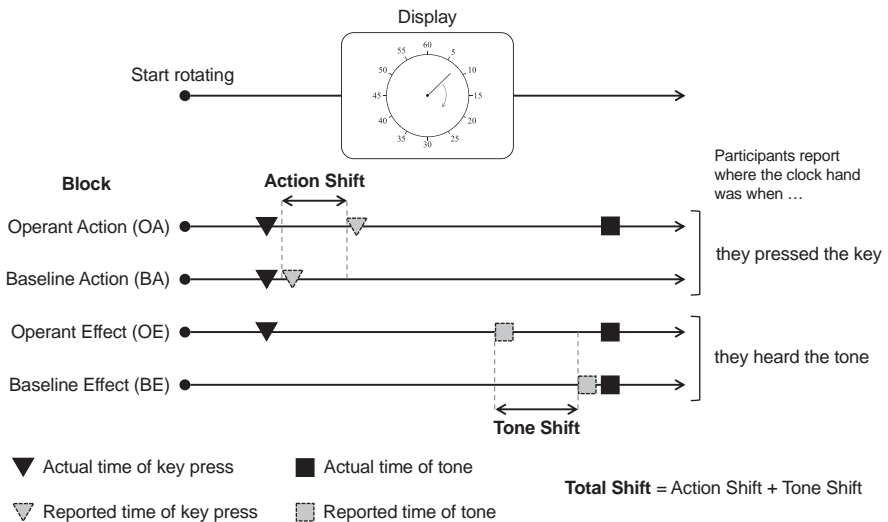 Display
Start rotating
60
5
10
15
20
25
30
35
40
45
50
55
Participants report
where the clock hand
was when …
Block
Action Shift
Operant Action (OA)
they pressed the key
Baseline Action (BA)
Operant Effect (OE)
they heard the tone
Baseline Effect (BE)
Tone Shift
Actual time of key press
Actual time of tone
Reported time of key press
Reported time of tone
Total Shift = Action Shift + Tone Shift